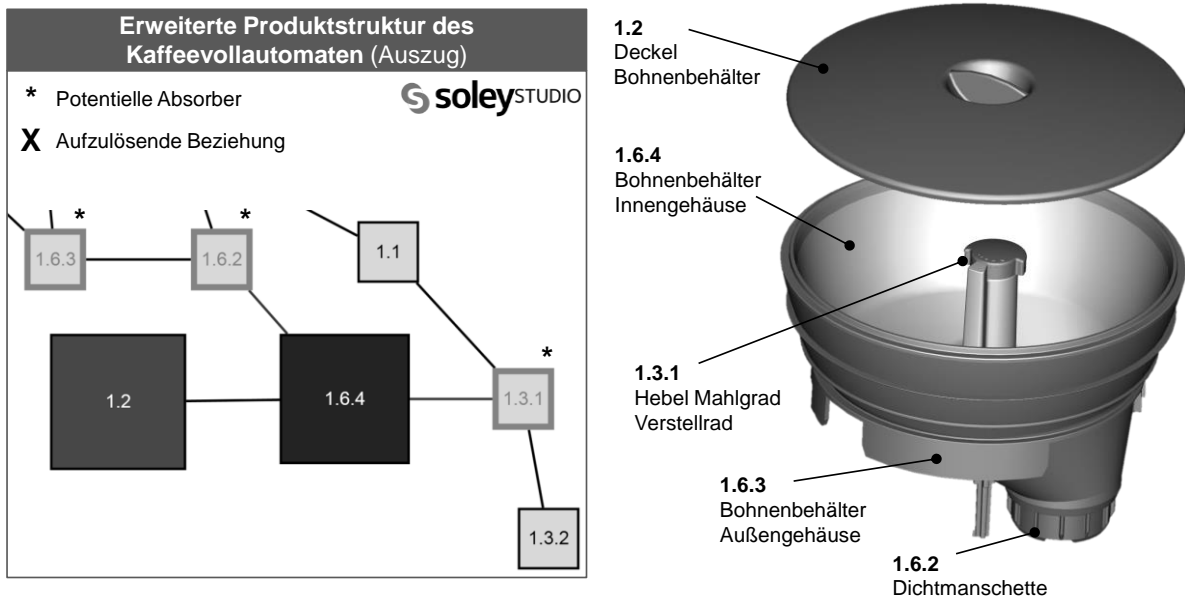 Erweiterte Produktstruktur des
Kaffeevollautomaten (Auszug)
* Potentielle Absorber
soleySTUDIO
X Aufzulösende Beziehung
* * 
1.6.3 1.6.2 1.1
*
1.2 1.6.4 1.3.1
1.3.2
1.2
Deckel
Bohnenbehälter
1.6.4
Bohnenbehälter
Innengehäuse
1.3.1
Hebel Mahlgrad
Verstellrad
1.6.3
Bohnenbehälter
Außengehäuse
1.6.2
Dichtmanschette